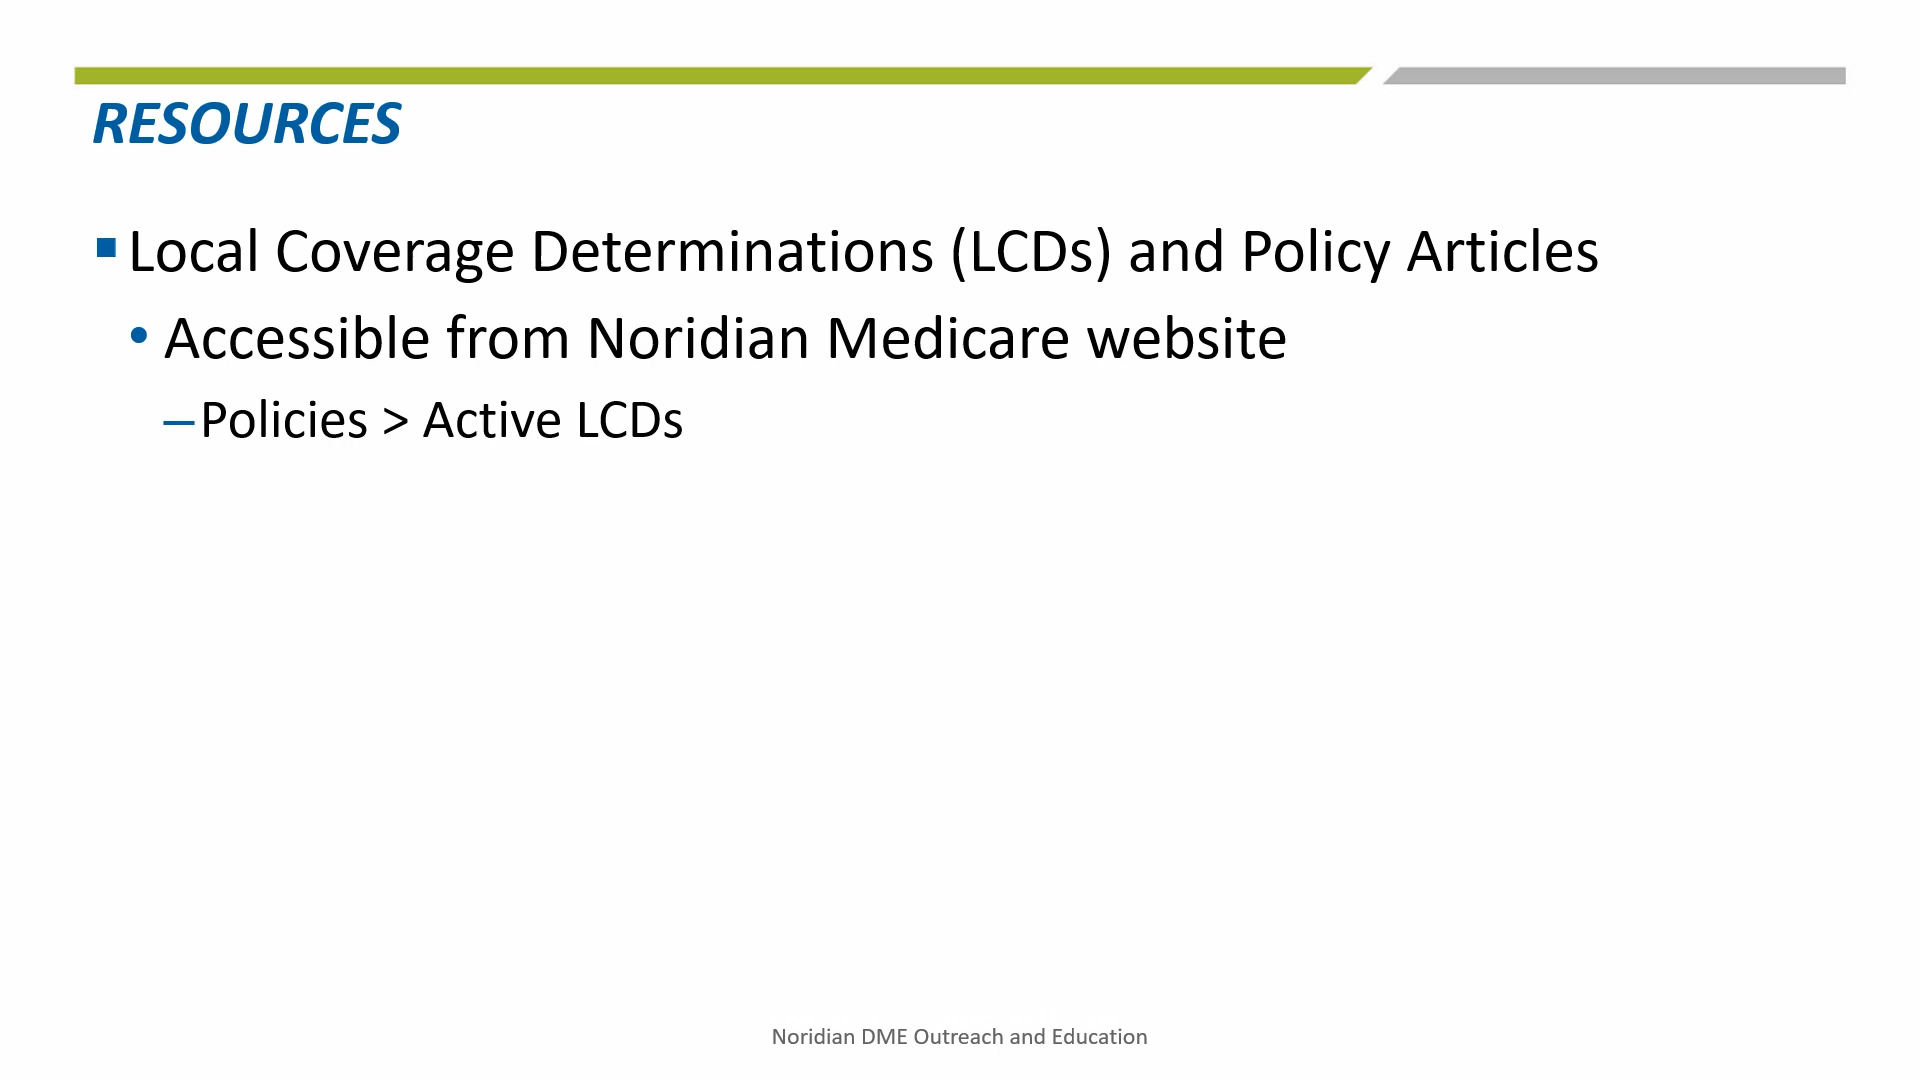 RESOURCES
Local Coverage Determinations (LCDs) and Policy Articles
Accessible from Noridian Medicare website
–Policies > Active LCDs
Noridian DME Outreach and Education